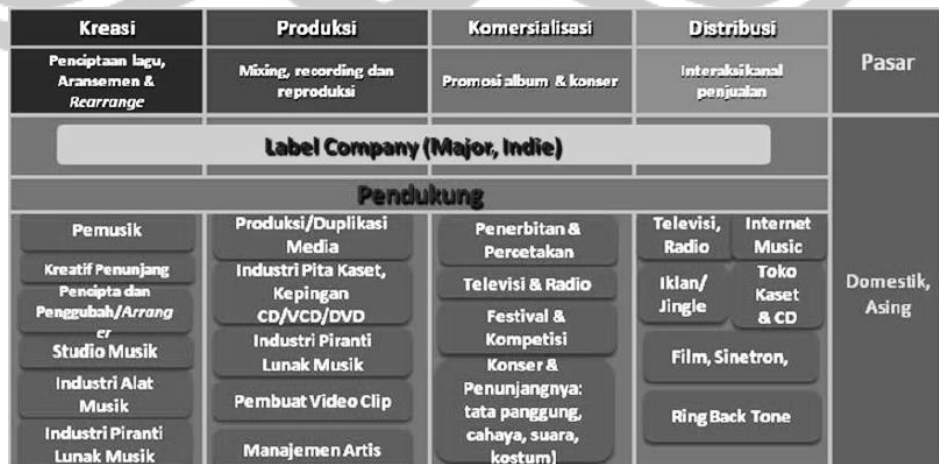 Kreasi
Produksi
Komersialisasi
Distribusi
Pasar
Penciptaan lagu,
Aransemen &
Rearrange
Mixing, recording dan
reproduksi
Promosi album & konser
Interaksi kanal
penjualan
Label Company (Major, Indie)
Pendukung
Pemusik
Kreatif Penunjang
Pencipta dan
Penggubah/Arrang
er
Studio Musik
Industri Alat
Musik
Industri Piranti
Lunak Musik
Produksi/Duplikasi
Media
Industri Pita Kaset,
Kepingan
CD/VCD/DVD
Industri Piranti
Lunak Musik
Pembuat Video Clip
Manajemen Artis
Penerbitan &
Percetakan
Televisi & Radio
Festival &
Kompetisi
Konser &
Penunjangnya:
tata panggung,
cahaya, suara,
kostum)
Televisi,
Radio
Internet
Music
Iklan/
Jingle
Toko
Kaset
& CD
Film, Sinetron,
Ring Back Tone
Domestik,
Asing